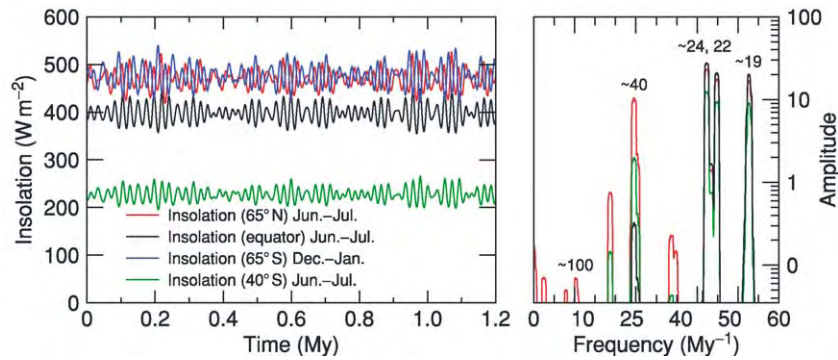 600
500
400
300
200
100
0
Insolation (W m−2)
Insolation (65° N) Jun.–Jul.
Insolation (equator) Jun.–Jul.
Insolation (65° S) Dec.–Jan.
Insolation (40° S) Jun.–Jul.
0 0.2 0.4 0.6 0.8 1.0 1.2
Time (My)
~100
~40
~24, 22
~19
100
10
1
0
Amplitude
0 10 25 40 50 60
Frequency (My−1)